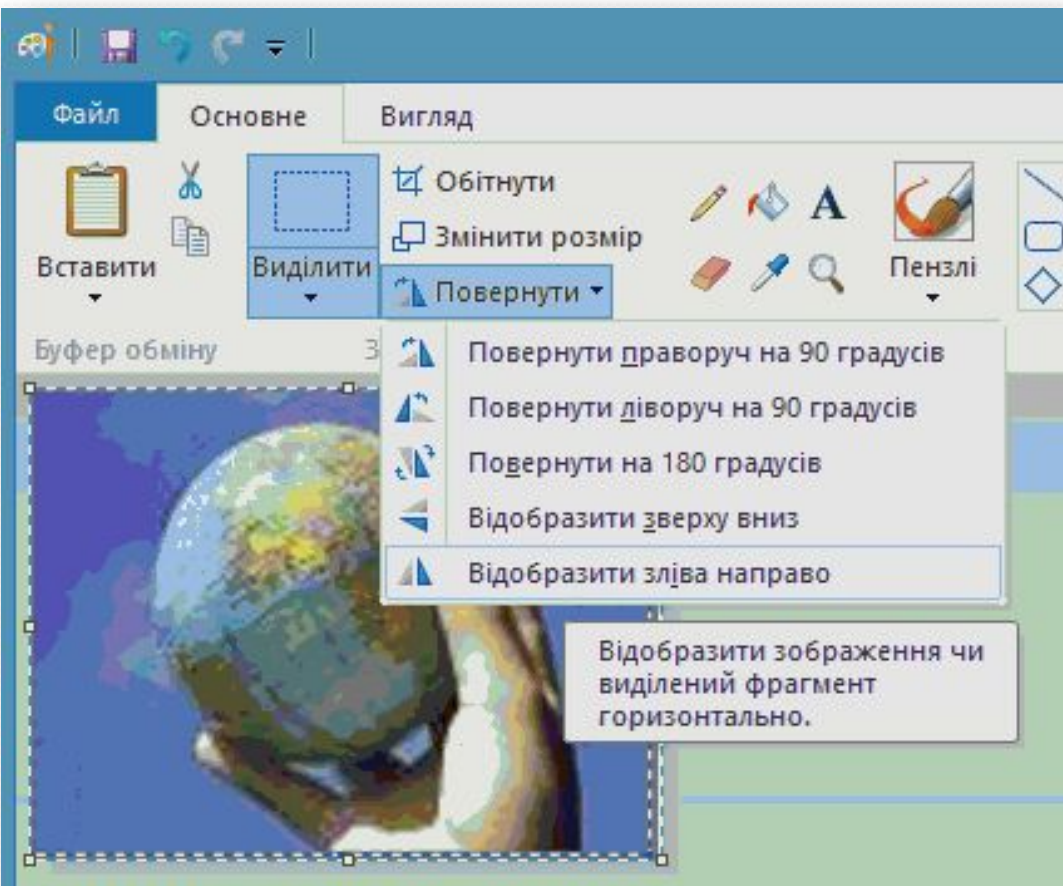 Файл Основне Вигляд
Обітнути
Змінити розмір
Вставити Виділити Повернути Пензлі
Буфер обміну З
Повернути праворуч на 90 градусів
Повернути ліворуч на 90 градусів
Повернути на 180 градусів
Відобразити зверху вниз
Відобразити зліва направо
Відобразити зображення чи
виділений фрагмент
горизонтально.